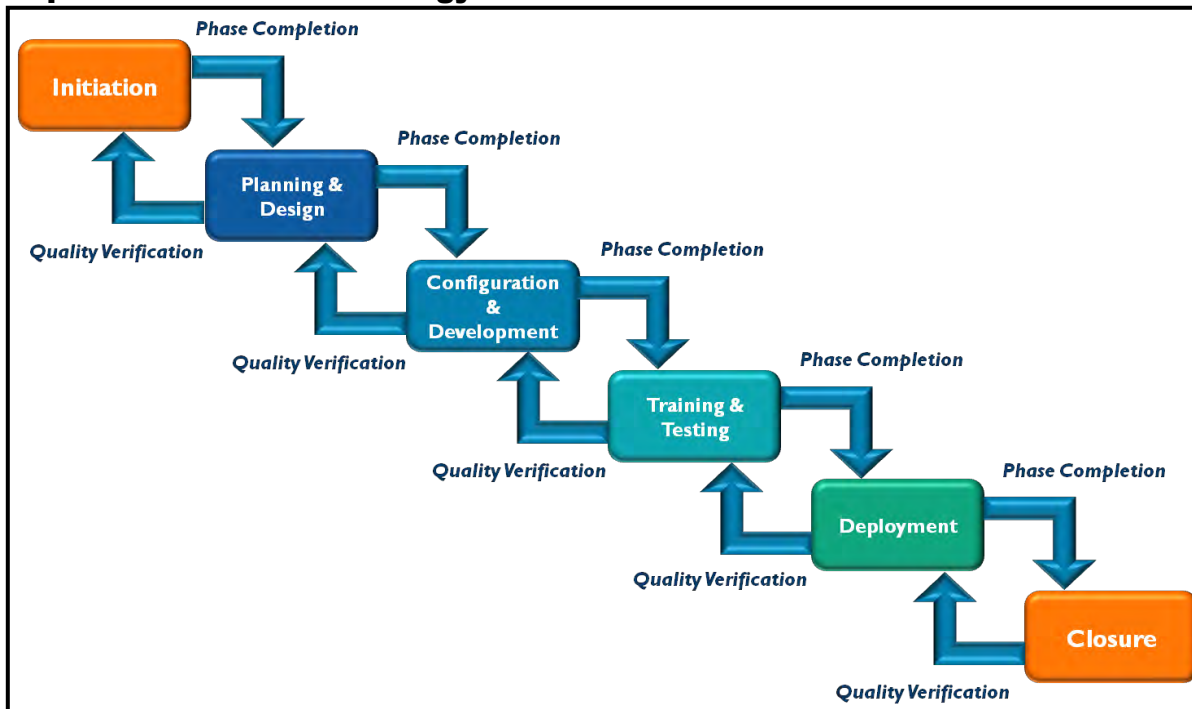 Phase Completion
Initiation
Phase Completion
Planning &
Design
Quality Verification
Phase Completion
Configuration
&
Development
Quality Verification
Phase Completion
Training &
Testing
Quality Verification
Phase Completion
Deployment
Quality Verification
Closure
Quality Verification